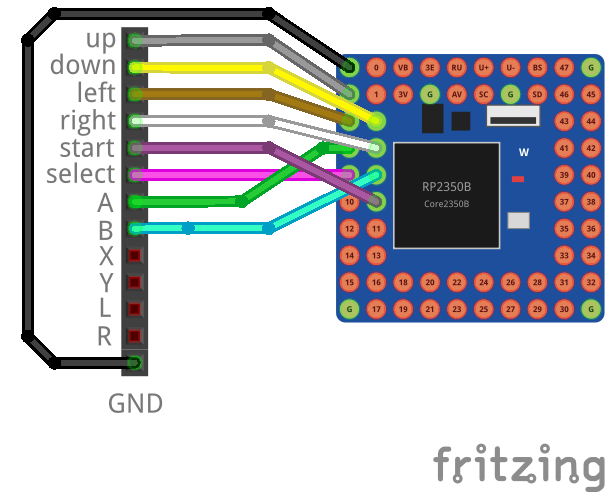 up
down
left
right
start
select
A
B
X
Y
L
R
GND
0 VB 3E RU U+ U- BS 47 G
1 3V G AV SC G SD 46 45
44 43
41 42
W
39 40
RP2350B
Core2350B
10
38 37
12 11
35 36
14 13
33 34
15 16 18 20 22 24 26 28 31 32
G 17 19 21 23 25 27 29 30 G
fritzing